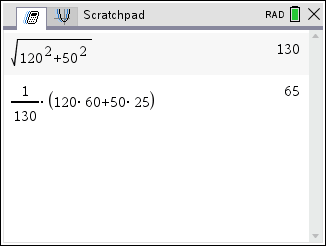 Scratchpad RAD
√(120²+50²) 130
1/130·(120·60+50·25) 65